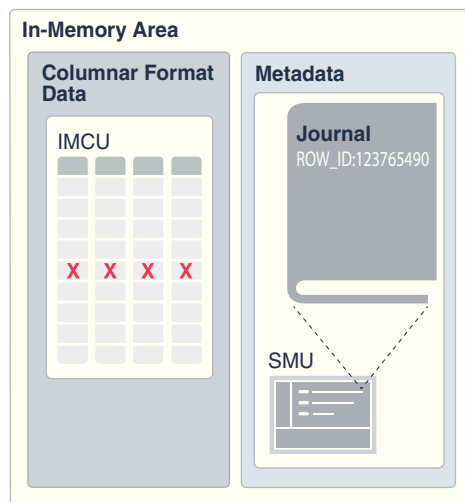 In-Memory Area
Columnar Format
Data
IMCU
X X X X
Metadata
Journal
ROW_ID:123765490
SMU